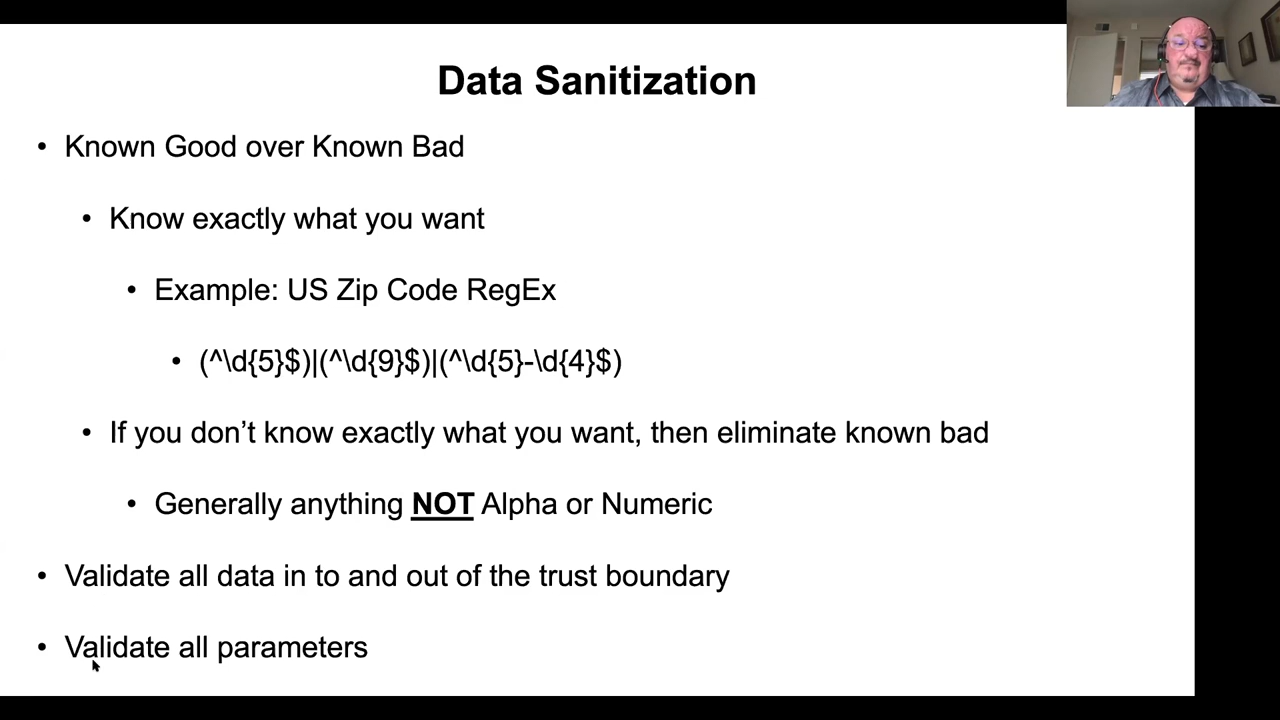 Data Sanitization
• Known Good over Known Bad
• Know exactly what you want
• Example: US Zip Code RegEx
• (^\d{5}$)|(^\d{9}$)|(^\d{5}-\d{4}$)
• If you don’t know exactly what you want, then eliminate known bad
• Generally anything NOT Alpha or Numeric
• Validate all data in to and out of the trust boundary
• Validate all parameters